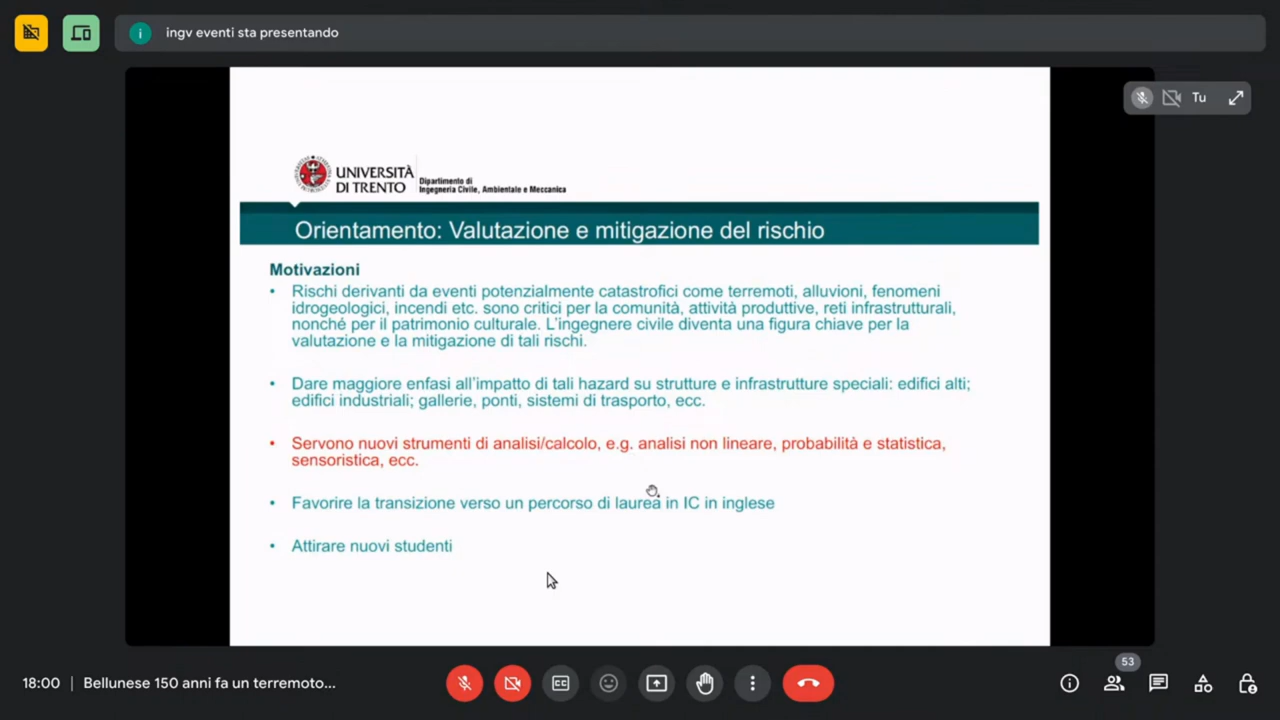 ingv eventi sta presentando
Tu
UNIVERSITÀ
DI TRENTO
Dipartimento di
Ingegneria Civile, Ambientale e Meccanica
Orientamento: Valutazione e mitigazione del rischio
Motivazioni
• Rischi derivanti da eventi potenzialmente catastrofici come terremoti, alluvioni, fenomeni
idrogeologici, incendi etc. sono critici per la comunità, attività produttive, reti infrastrutturali,
nonché per il patrimonio culturale. L'ingegnere civile diventa una figura chiave per la
valutazione e la mitigazione di tali rischi.
• Dare maggiore enfasi all'impatto di tali hazard su strutture e infrastrutture speciali: edifici alti;
edifici industriali; gallerie, ponti, sistemi di trasporto, ecc.
• Servono nuovi strumenti di analisi/calcolo, e.g. analisi non lineare, probabilità e statistica,
sensoristica, ecc.
• Favorire la transizione verso un percorso di laurea in IC in inglese
• Attirare nuovi studenti
18:00 | Bellunese 150 anni fa un terremoto...
53